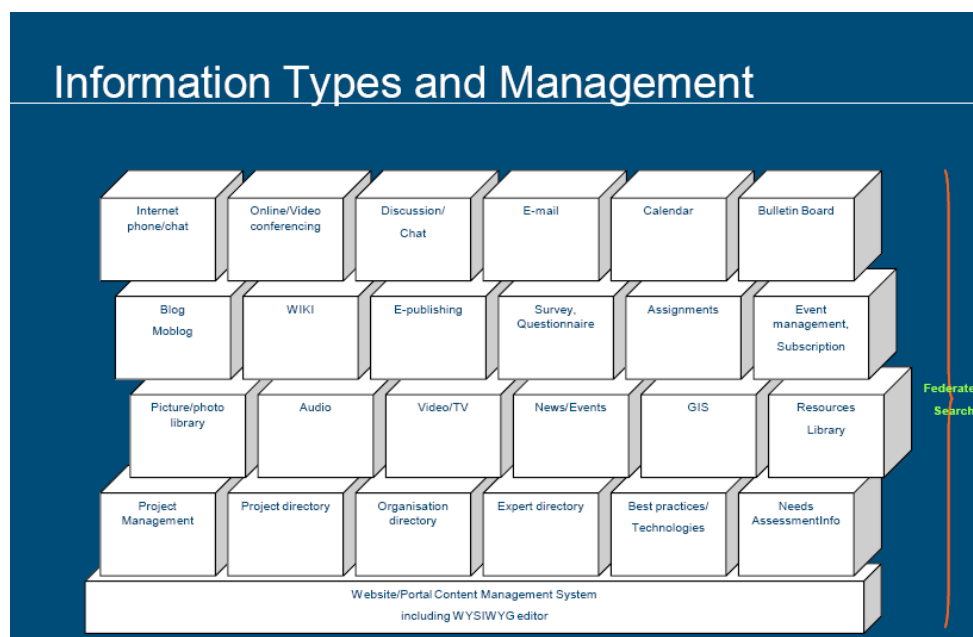 Information Types and Management
Internet
phone/chat
Online/Video
conferencing
Discussion/
Chat
E-mail
Calendar
Bulletin Board
Blog
Moblog
WIKI
E-publishing
Survey,
Questionnaire
Assignments
Event
management,
Subscription
Picture/photo
library
Audio
Video/TV
News/Events
GIS
Resources
Library
Federate
Search
Project
Management
Project directory
Organisation
directory
Expert directory
Best practices/
Technologies
Needs
AssessmentInfo
Website/Portal Content Management System
including WYSIWYG editor